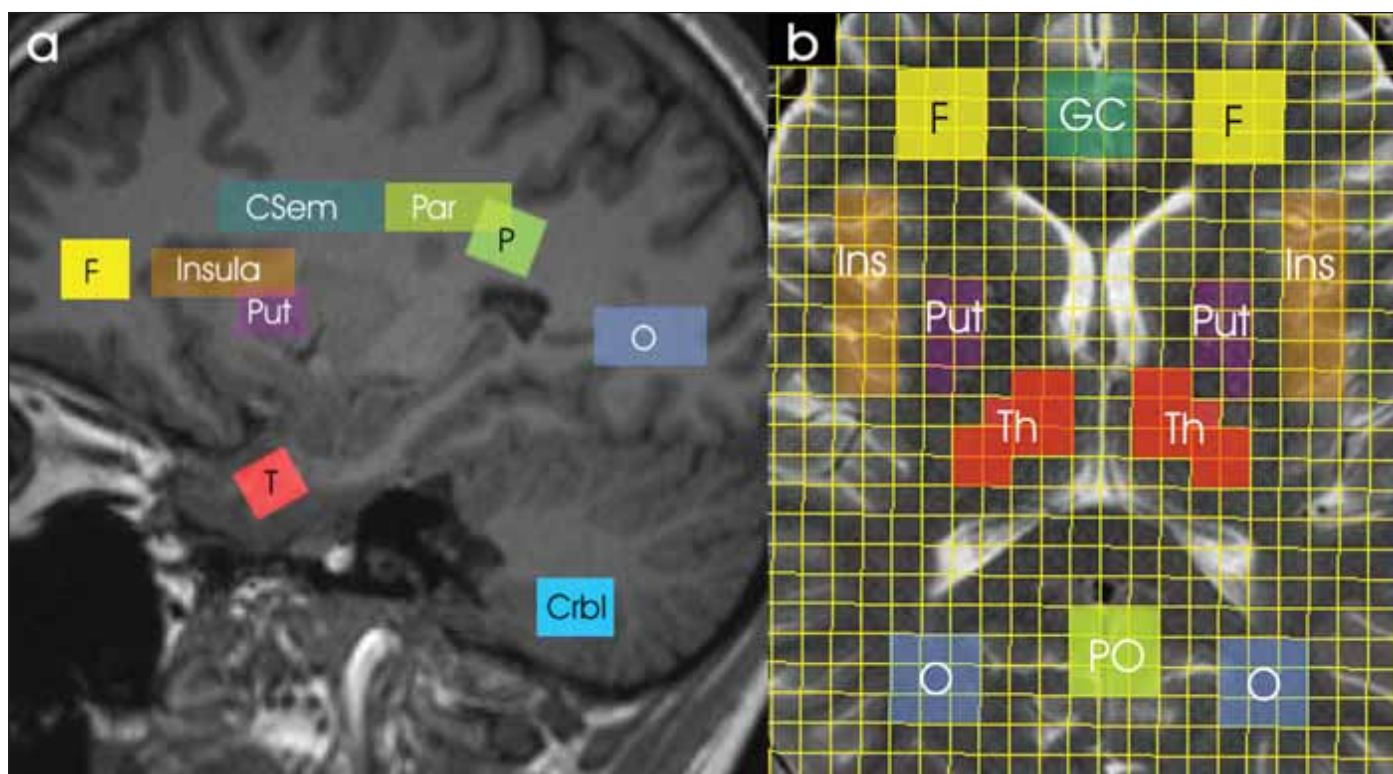 a
CSem
Par
P
F
Insula
Put
O
T
Crbl
b
F
GC
F
Ins
Ins
Put
Put
Th
Th
PO
O
O